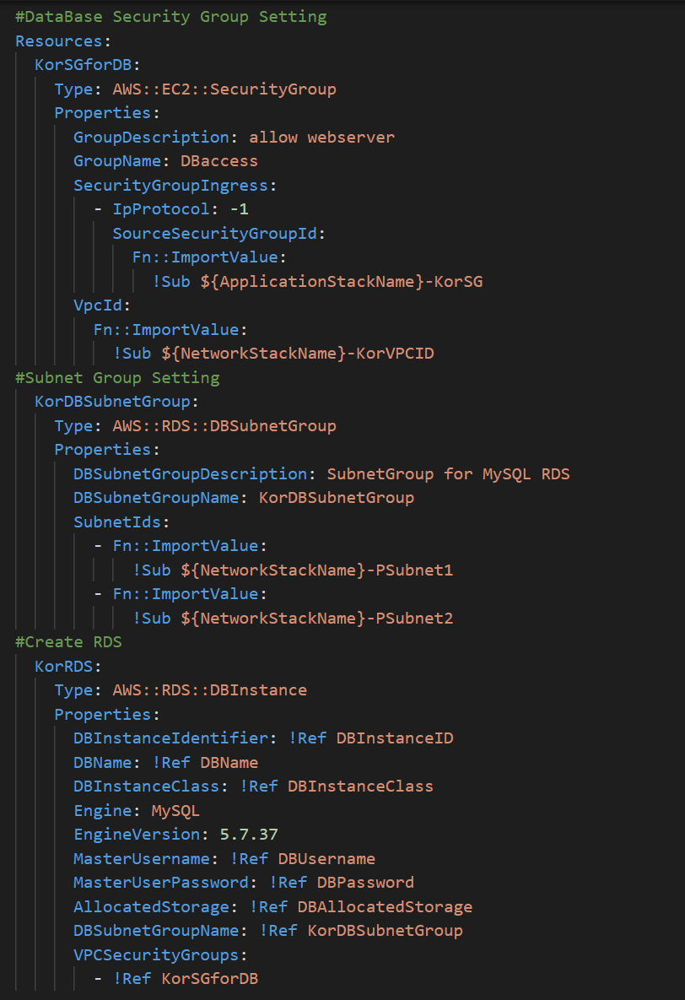 #DataBase Security Group Setting
Resources:
  KorSGforDB:
    Type: AWS::EC2::SecurityGroup
    Properties:
      GroupDescription: allow webserver
      GroupName: DBaccess
      SecurityGroupIngress:
        - IpProtocol: -1
          SourceSecurityGroupId:
            Fn::ImportValue:
              !Sub ${ApplicationStackName}-KorSG
      VpcId:
        Fn::ImportValue:
          !Sub ${NetworkStackName}-KorVPCID
#Subnet Group Setting
  KorDBSubnetGroup:
    Type: AWS::RDS::DBSubnetGroup
    Properties:
      DBSubnetGroupDescription: SubnetGroup for MySQL RDS
      DBSubnetGroupName: KorDBSubnetGroup
      SubnetIds:
        - Fn::ImportValue:
            !Sub ${NetworkStackName}-PSubnet1
        - Fn::ImportValue:
            !Sub ${NetworkStackName}-PSubnet2
#Create RDS
  KorRDS:
    Type: AWS::RDS::DBInstance
    Properties:
      DBInstanceIdentifier: !Ref DBInstanceID
      DBName: !Ref DBName
      DBInstanceClass: !Ref DBInstanceClass
      Engine: MySQL
      EngineVersion: 5.7.37
      MasterUsername: !Ref DBUsername
      MasterUserPassword: !Ref DBPassword
      AllocatedStorage: !Ref DBAllocatedStorage
      DBSubnetGroupName: !Ref KorDBSubnetGroup
      VPCSecurityGroups:
        - !Ref KorSGforDB